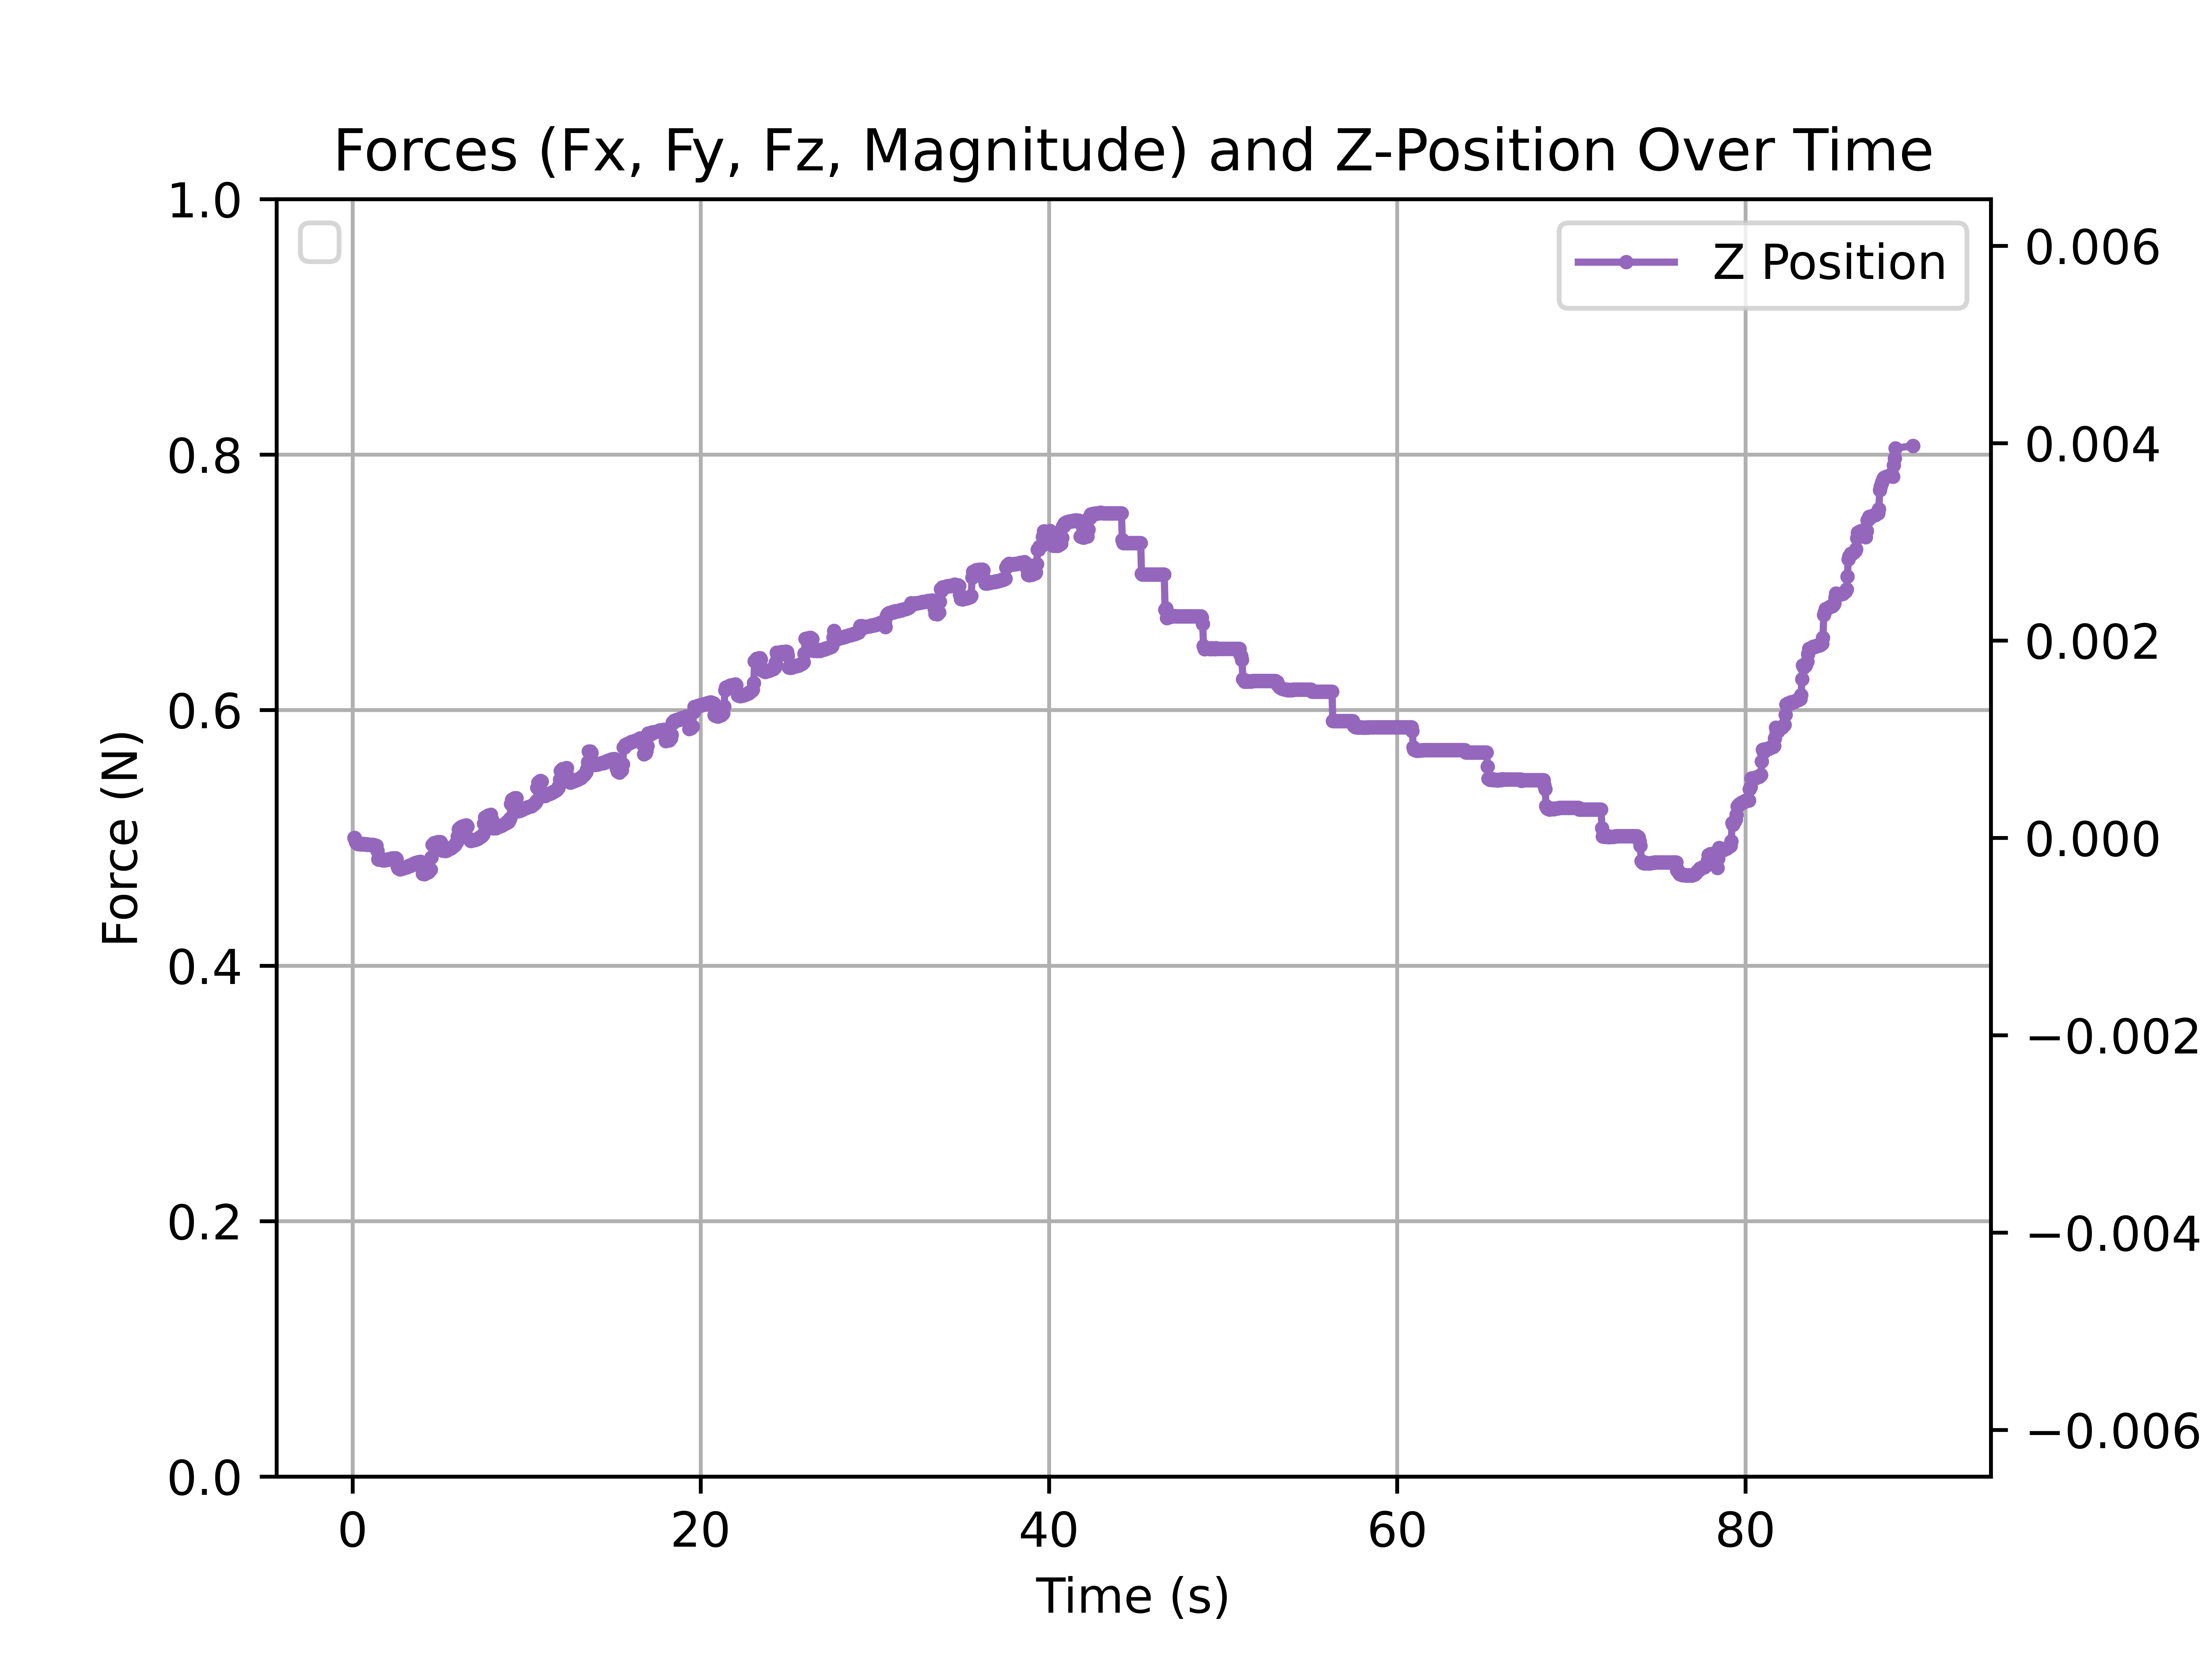 Forces (Fx, Fy, Fz, Magnitude) and Z-Position Over Time
Z Position
1.0
0.8
0.6
0.4
0.2
0.0
Force (N)
0.006
0.004
0.002
0.000
−0.002
−0.004
−0.006
0 20 40 60 80
Time (s)